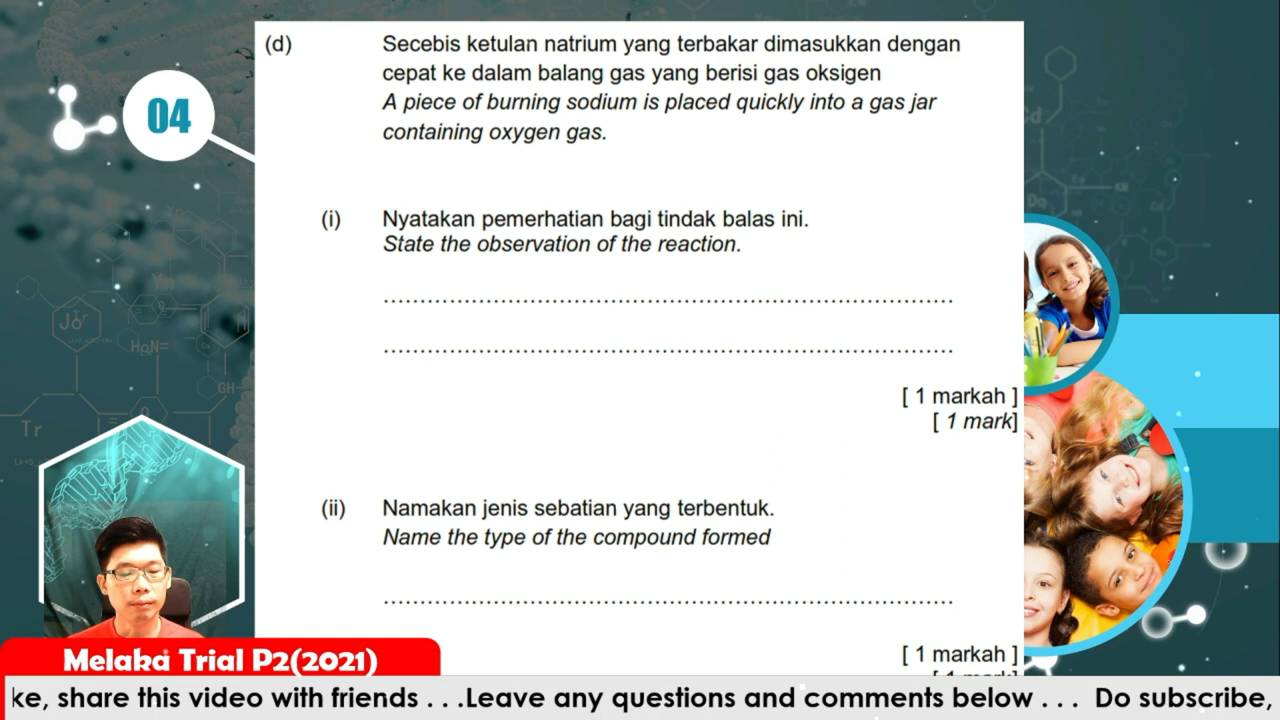 (d) Secebis ketulan natrium yang terbakar dimasukkan dengan
cepat ke dalam balang gas yang berisi gas oksigen
A piece of burning sodium is placed quickly into a gas jar
containing oxygen gas.
04
(i) Nyatakan pemerhatian bagi tindak balas ini.
State the observation of the reaction.
[ 1 markah ]
[ 1 mark]
(ii) Namakan jenis sebatian yang terbentuk.
Name the type of the compound formed
[ 1 markah ]
Melaka Trial P2(2021)
ke, share this video with friends . . .Leave any questions and comments below . . . Do subscribe,